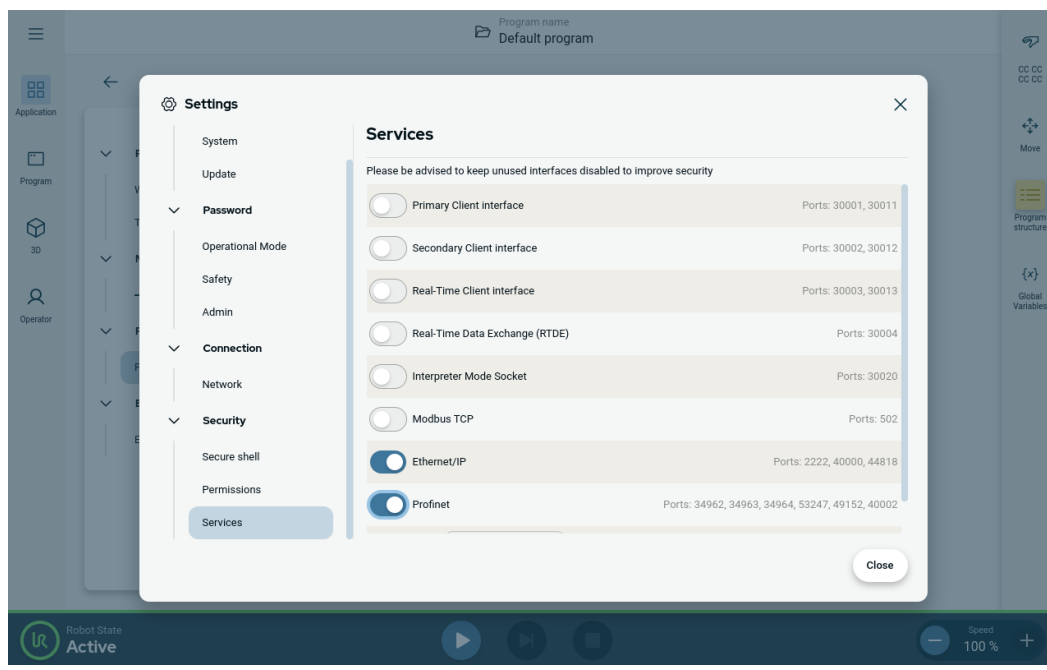 Program name
Default program
Application
Program
3D
Operator
Settings
System
Update
Password
Operational Mode
Safety
Admin
Connection
Network
Security
Secure shell
Permissions
Services
Services
Please be advised to keep unused interfaces disabled to improve security
Primary Client interface Ports: 30001, 30011
Secondary Client interface Ports: 30002, 30012
Real-Time Client interface Ports: 30003, 30013
Real-Time Data Exchange (RTDE) Ports: 30004
Interpreter Mode Socket Ports: 30020
Modbus TCP Ports: 502
Ethernet/IP Ports: 2222, 40000, 44818
Profinet Ports: 34962, 34963, 34964, 53247, 49152, 40002
Close
CC CC
CC CC
Move
Program
structure
{x}
Global
Variables
UR
Robot State
Active
Speed
100 %